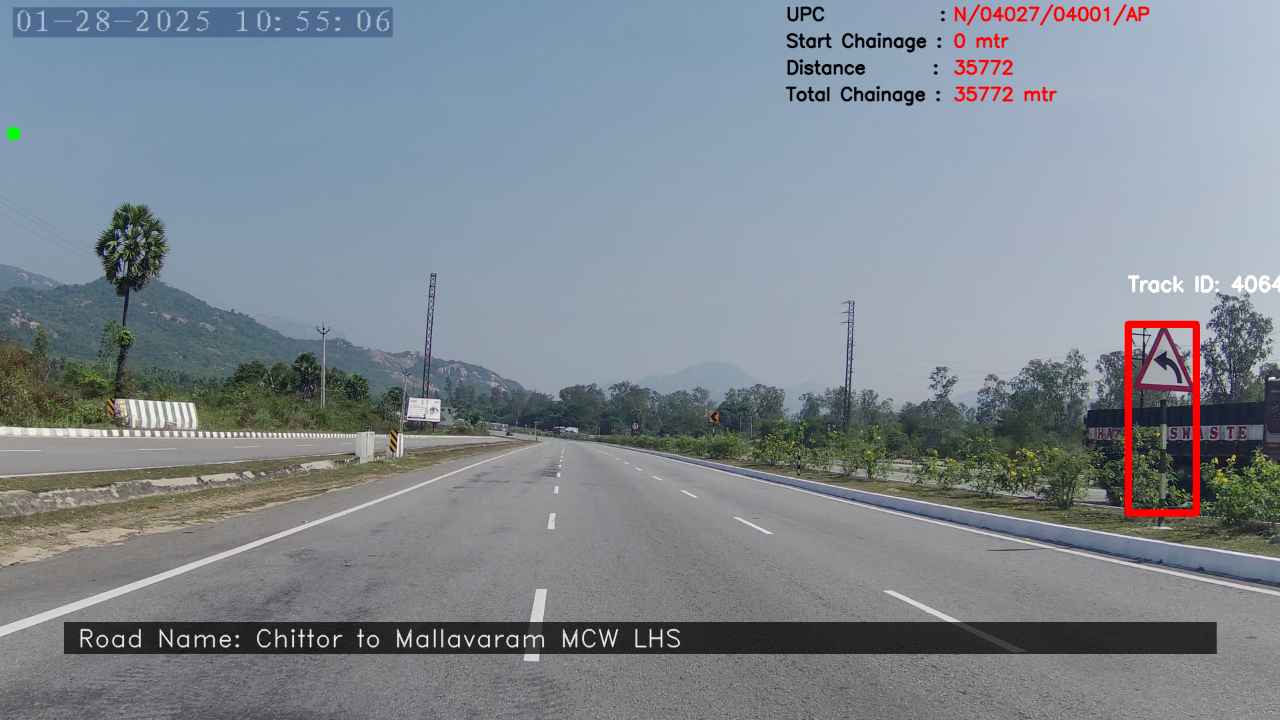 01-28-2025 10:55:06
UPC : N/04027/04001/AP
Start Chainage : 0 mtr
Distance : 35772
Total Chainage : 35772 mtr
Track ID: 4064
WASTE
Road Name: Chittor to Mallavaram MCW LHS